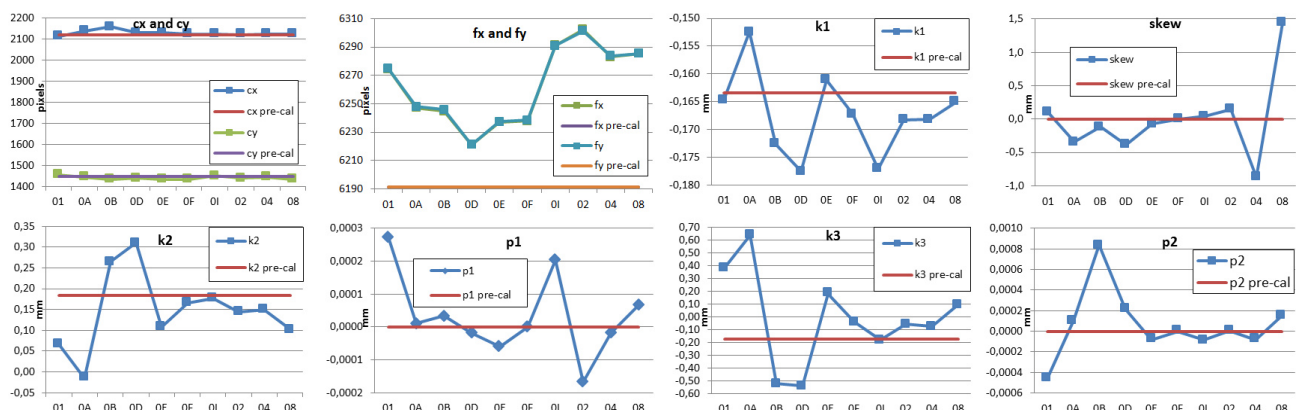 cx and cy
pixels
2200
2100
2000
1900
1800
1700
1600
1500
1400
cx
cx pre-cal
cy
cy pre-cal
01 0A 0B 0D 0E 0F 0I 02 04 08
fx and fy
pixels
6310
6290
6270
6250
6230
6210
6190
fx
fx pre-cal
fy
fy pre-cal
01 0A 0B 0D 0E 0F 0I 02 04 08
k1
mm
-0,150
-0,155
-0,160
-0,165
-0,170
-0,175
-0,180
k1
k1 pre-cal
01 0A 0B 0D 0E 0F 0I 02 04 08
skew
mm
1,5
1,0
0,5
0,0
-0,5
-1,0
skew
skew pre-cal
01 0A 0B 0D 0E 0F 0I 02 04 08
k2
mm
0,35
0,30
0,25
0,20
0,15
0,10
0,05
0,00
-0,05
k2
k2 pre-cal
01 0A 0B 0D 0E 0F 0I 02 04 08
p1
mm
0,0003
0,0002
0,0001
0,0000
-0,0001
-0,0002
p1
p1 pre-cal
01 0A 0B 0D 0E 0F 0I 02 04 08
k3
mm
0,70
0,60
0,50
0,40
0,30
0,20
0,10
0,00
-0,10
-0,20
-0,30
-0,40
-0,50
-0,60
k3
k3 pre-cal
01 0A 0B 0D 0E 0F 0I 02 04 08
p2
mm
0,0010
0,0008
0,0006
0,0004
0,0002
0,0000
-0,0002
-0,0004
-0,0006
p2
p2 pre-cal
01 0A 0B 0D 0E 0F 0I 02 04 08